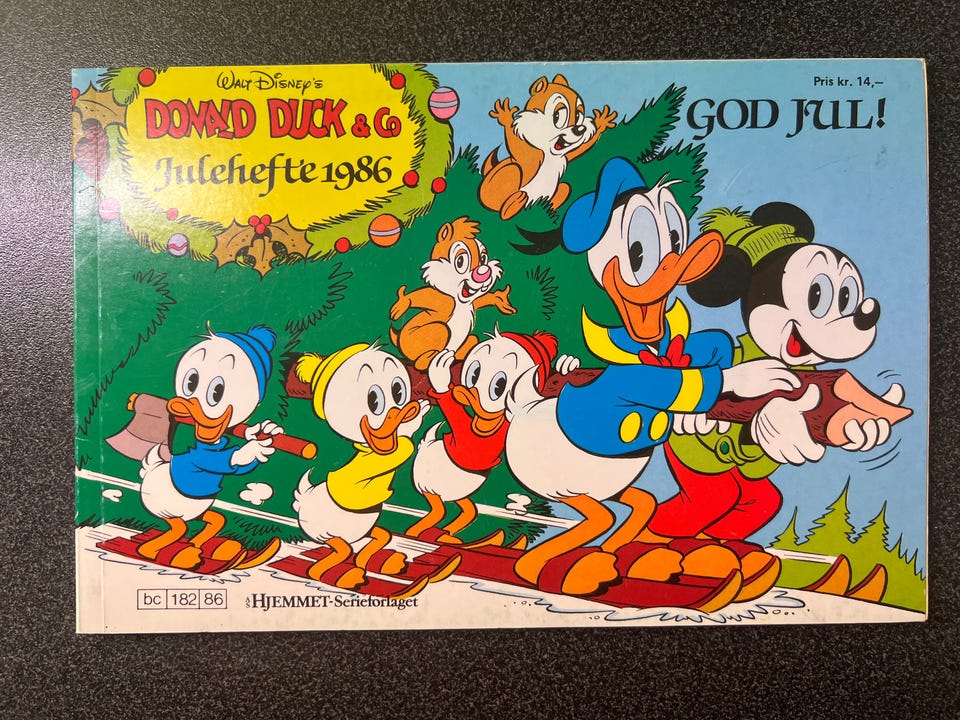 WALT DISNEY'S
DONALD DUCK & Co
Julehefte 1986
Pris kr. 14,–
GOD JUL!
bc 182 86
A/S HJEMMET-Serieforlaget